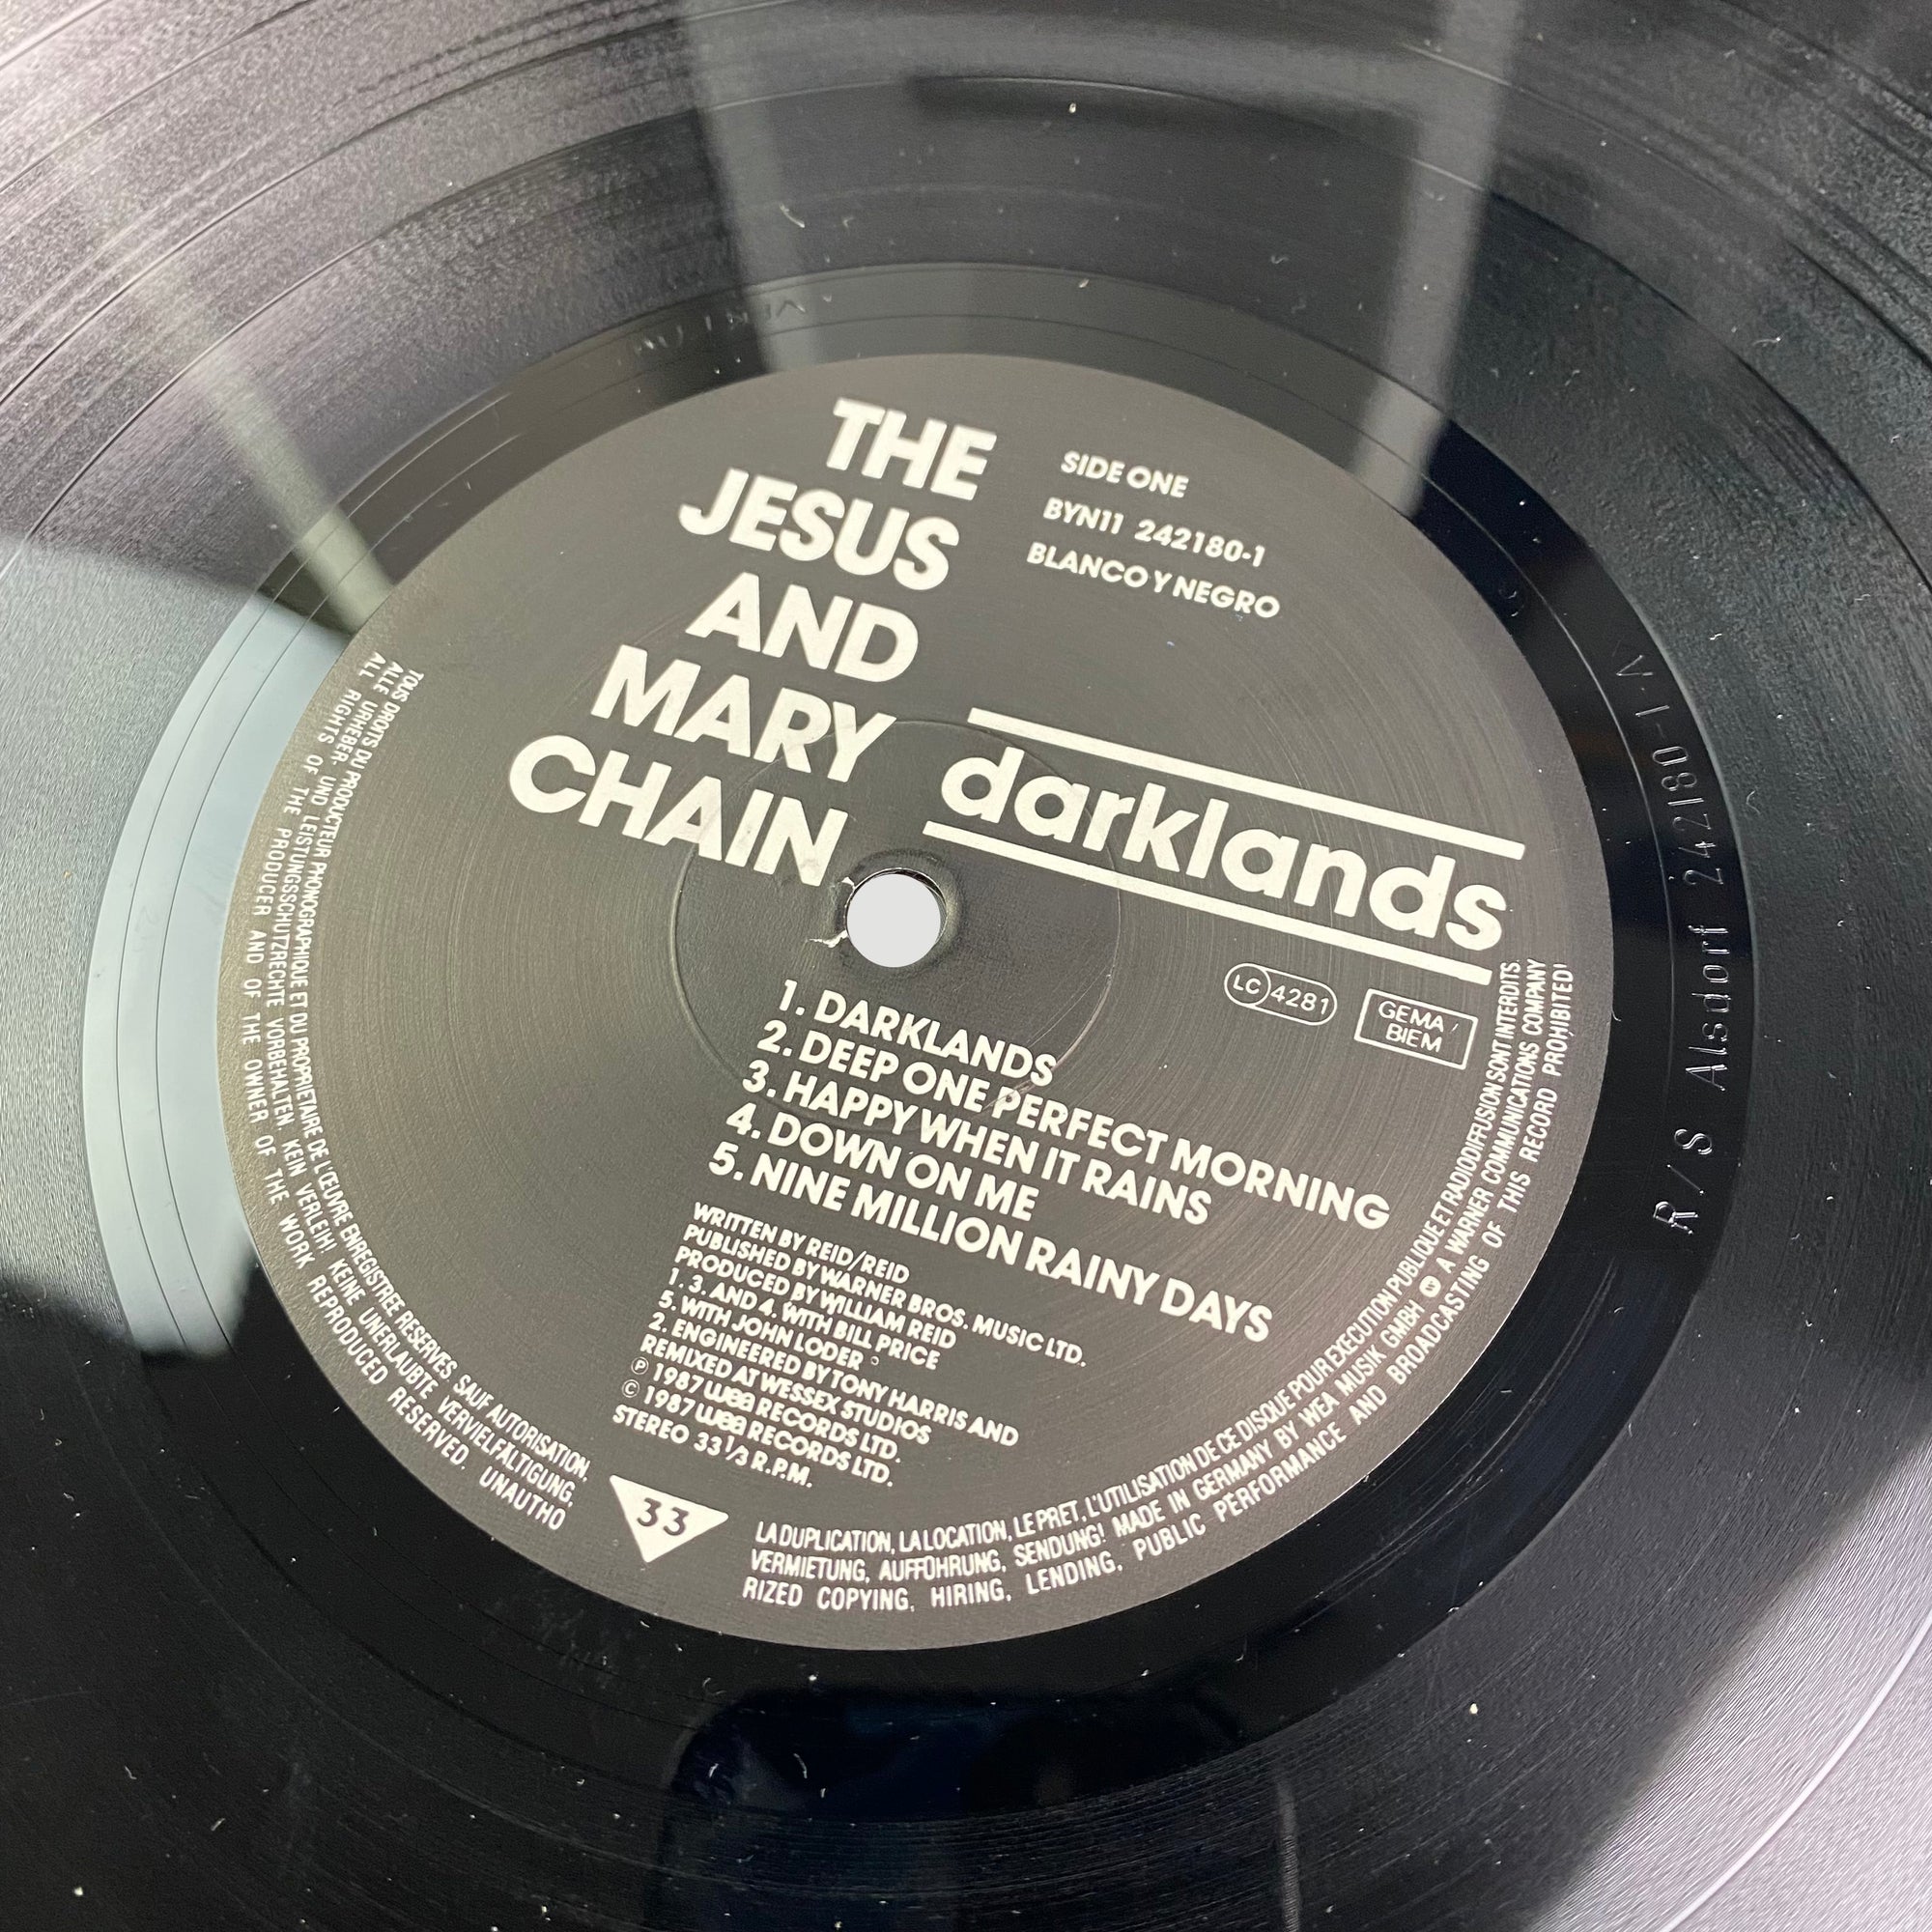 THE
JESUS
AND
MARY
CHAIN
SIDE ONE
BYN11 242180-1
BLANCO Y NEGRO
darklands
LC 4281
GEMA/
BIEM
1. DARKLANDS
2. DEEP ONE PERFECT MORNING
3. HAPPY WHEN IT RAINS
4. DOWN ON ME
5. NINE MILLION RAINY DAYS
WRITTEN BY REID/REID
PUBLISHED BY WARNER BROS. MUSIC LTD.
PRODUCED BY WILLIAM REID
1. 3. AND 4. WITH BILL PRICE
5. WITH JOHN LODER
2. ENGINEERED BY TONY HARRIS AND
REMIXED AT WESSEX STUDIOS
℗ 1987 wea RECORDS LTD.
© 1987 wea RECORDS LTD.
STEREO 33 1/3 R.P.M.
33
TOUS DROITS DU PRODUCTEUR PHONOGRAPHIQUE ET DU PROPRIETAIRE DE L'ŒUVRE ENREGISTREE RESERVES. SAUF AUTORISATION,
LA DUPLICATION, LA LOCATION, LE PRET, L'UTILISATION DE CE DISQUE POUR EXECUTION PUBLIQUE ET RADIODIFFUSION SONT INTERDITS.
ALLE URHEBER- UND LEISTUNGSSCHUTZRECHTE VORBEHALTEN. KEIN VERLEIH! KEINE UNERLAUBTE VERVIELFÄLTIGUNG,
VERMIETUNG, AUFFÜHRUNG, SENDUNG! MADE IN GERMANY BY WEA MUSIK GMBH A WARNER COMMUNICATIONS COMPANY
ALL RIGHTS OF THE PRODUCER AND OF THE OWNER OF THE WORK REPRODUCED RESERVED. UNAUTHO
RIZED COPYING, HIRING, LENDING, PUBLIC PERFORMANCE AND BROADCASTING OF THIS RECORD PROHIBITED!
R/S Alsdorf 242180-1-A